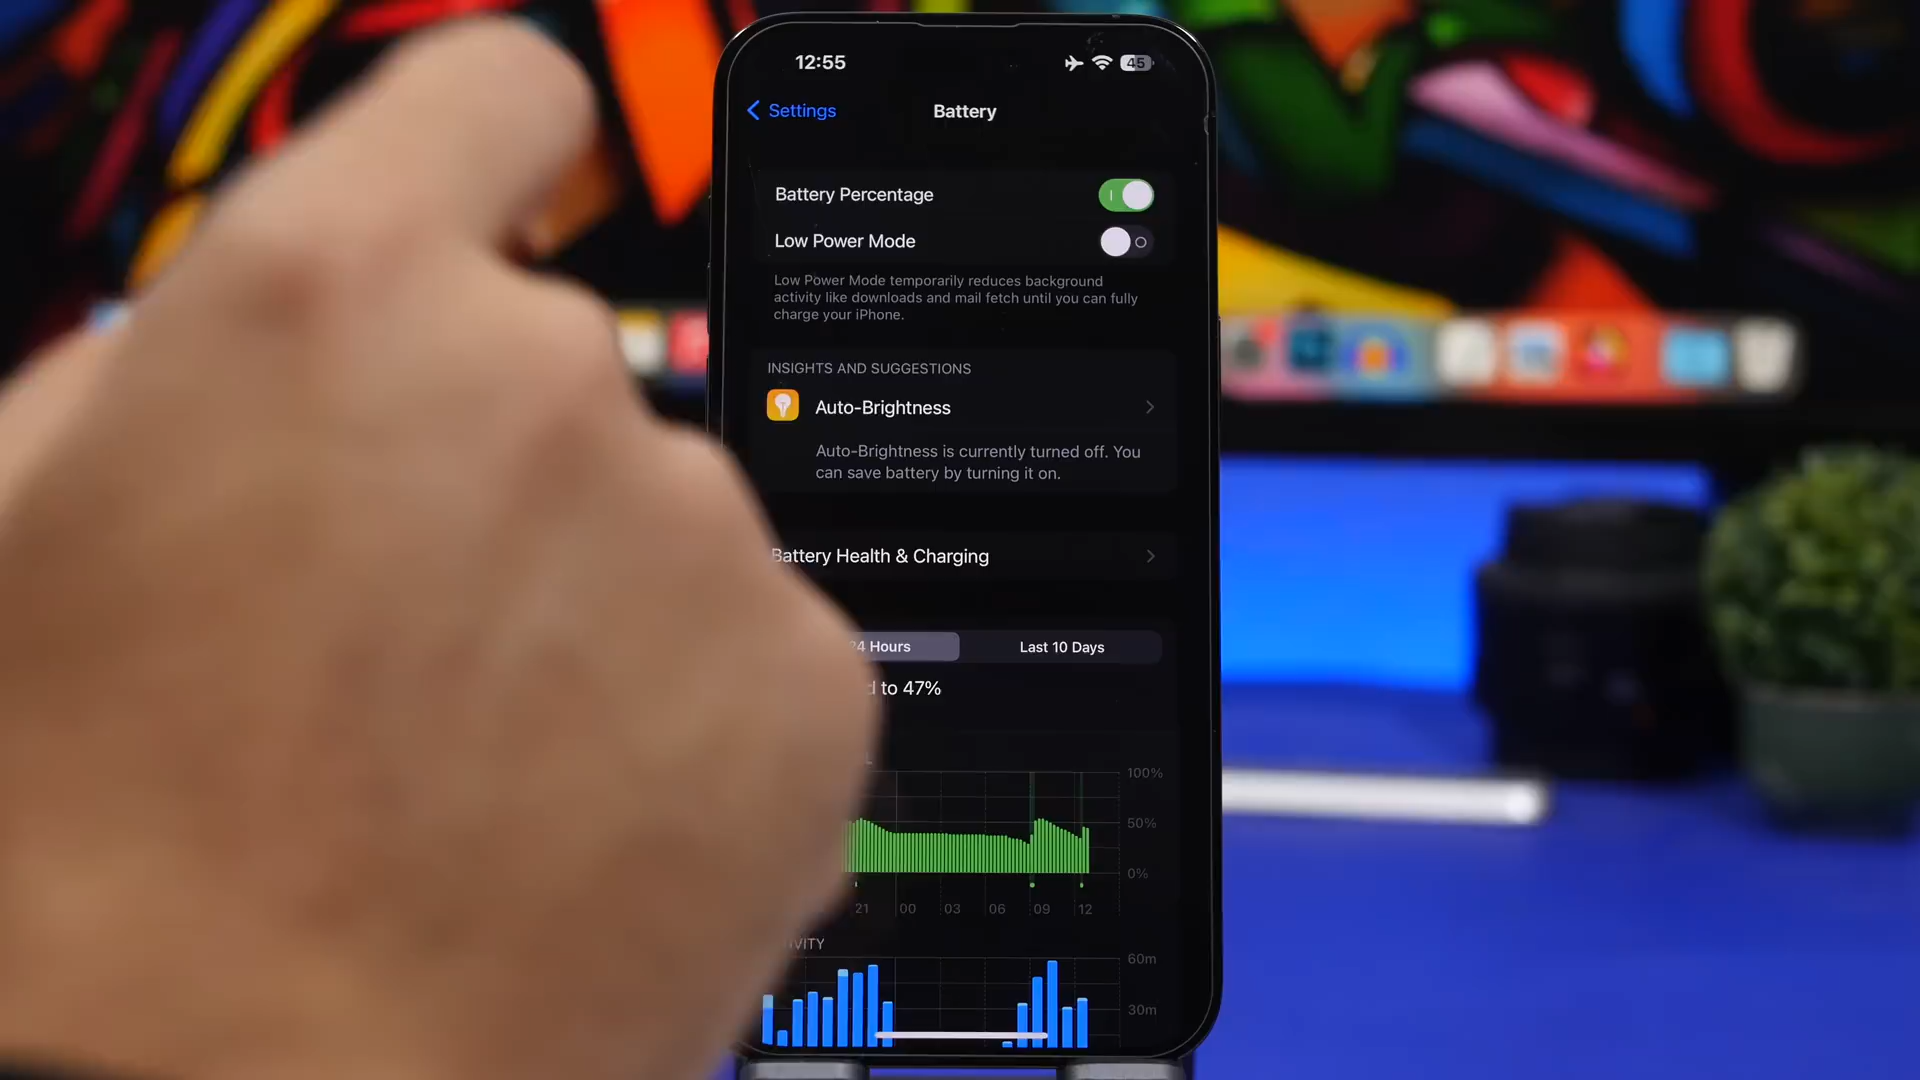 12:55
45
Settings
Battery
Battery Percentage
Low Power Mode
Low Power Mode temporarily reduces background
activity like downloads and mail fetch until you can fully
charge your iPhone.
INSIGHTS AND SUGGESTIONS
Auto-Brightness
Auto-Brightness is currently turned off. You
can save battery by turning it on.
Battery Health & Charging
Hours
Last 10 Days
to 47%
100%
50%
0%
21 00 03 06 09 12
60m
30m